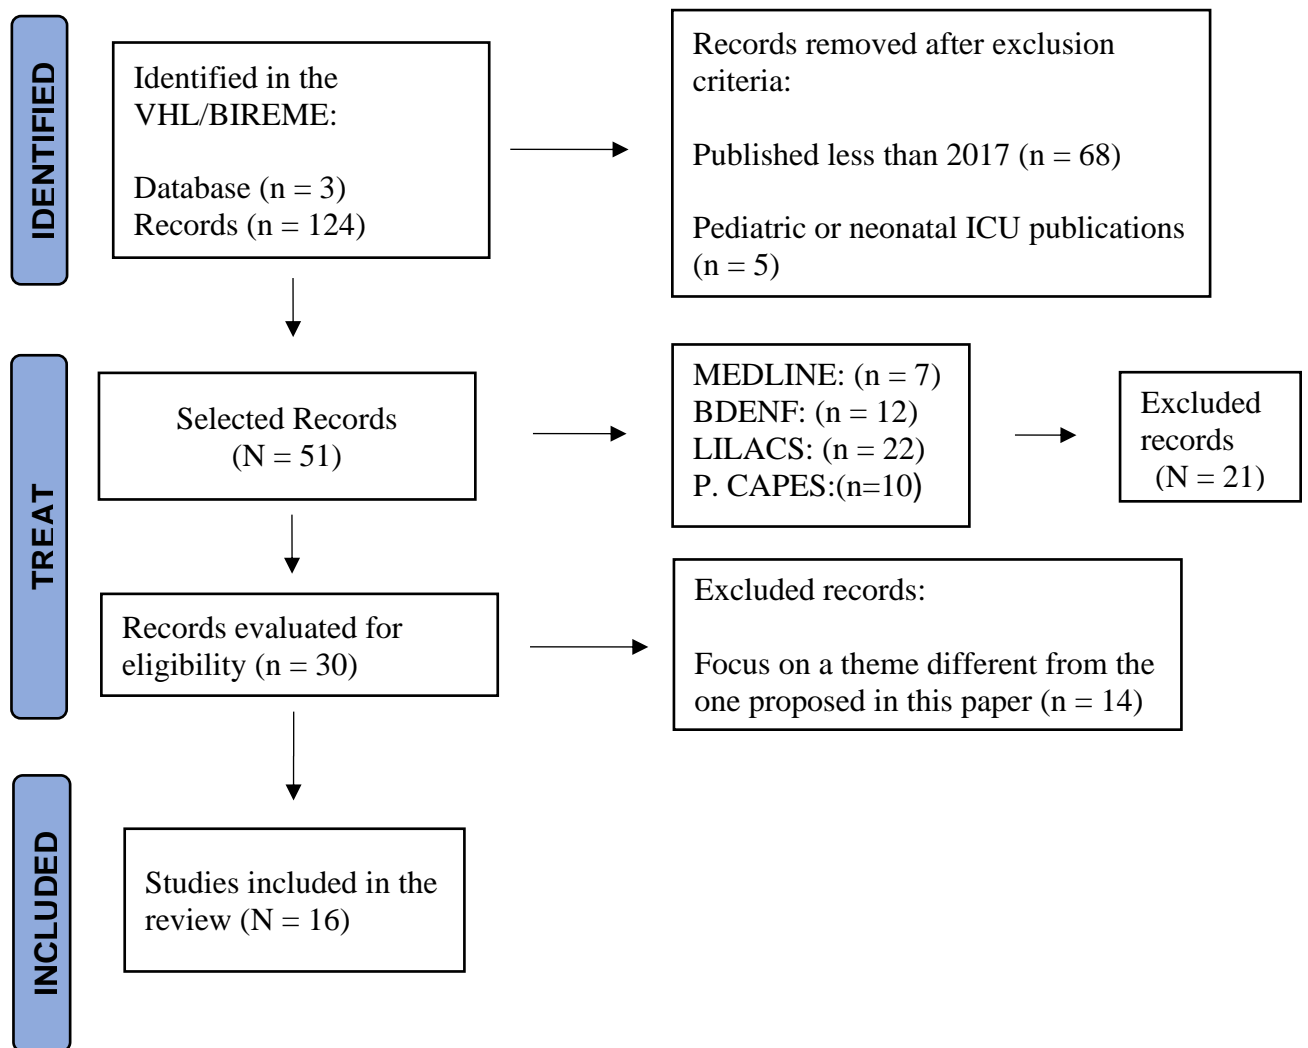 IDENTIFIED
Identified in the
VHL/BIREME:
Database (n = 3)
Records (n = 124)
Records removed after exclusion
criteria:
Published less than 2017 (n = 68)
Pediatric or neonatal ICU publications
(n = 5)
TREAT
Selected Records
(N = 51)
MEDLINE: (n = 7)
BDENF: (n = 12)
LILACS: (n = 22)
P. CAPES:(n=10)
Excluded
records
(N = 21)
Records evaluated for
eligibility (n = 30)
Excluded records:
Focus on a theme different from the
one proposed in this paper (n = 14)
INCLUDED
Studies included in the
review (N = 16)